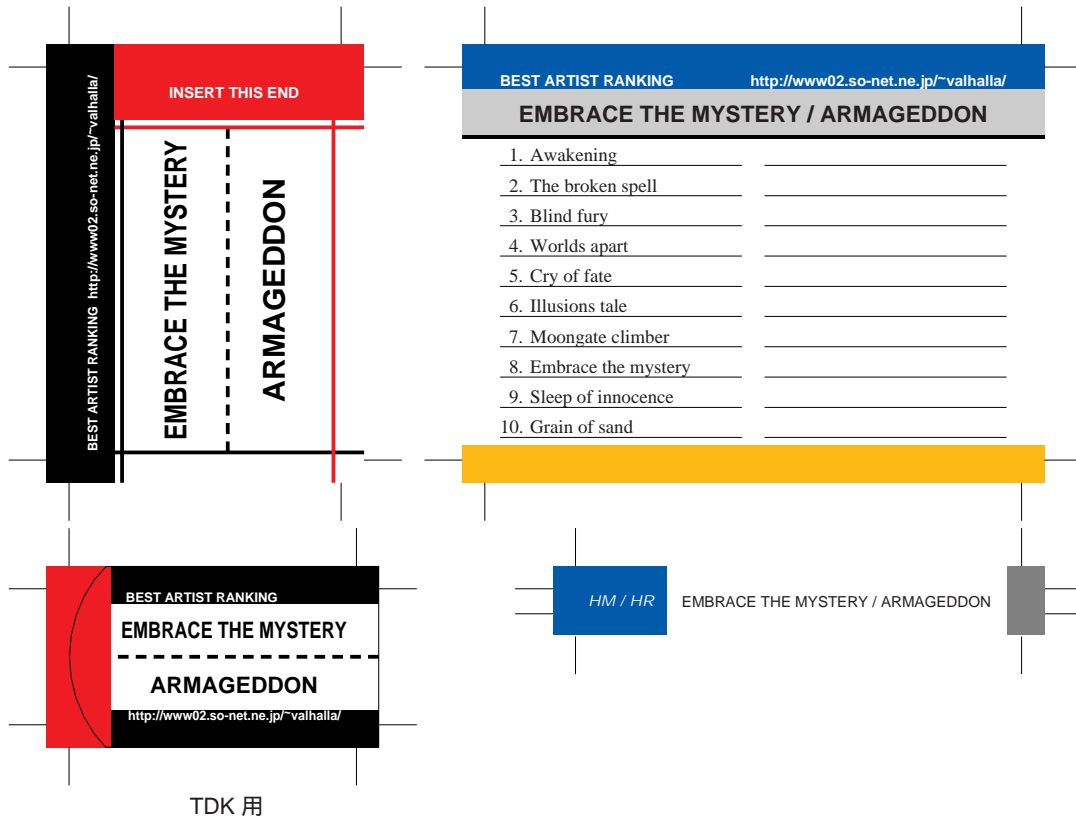 INSERT THIS END
BEST ARTIST RANKING http://www02.so-net.ne.jp/~valhalla/
EMBRACE THE MYSTERY
ARMAGEDDON
BEST ARTIST RANKING http://www02.so-net.ne.jp/~valhalla/
EMBRACE THE MYSTERY / ARMAGEDDON
1. Awakening
2. The broken spell
3. Blind fury
4. Worlds apart
5. Cry of fate
6. Illusions tale
7. Moongate climber
8. Embrace the mystery
9. Sleep of innocence
10. Grain of sand
BEST ARTIST RANKING
EMBRACE THE MYSTERY
ARMAGEDDON
http://www02.so-net.ne.jp/~valhalla/
HM / HR EMBRACE THE MYSTERY / ARMAGEDDON
TDK 用